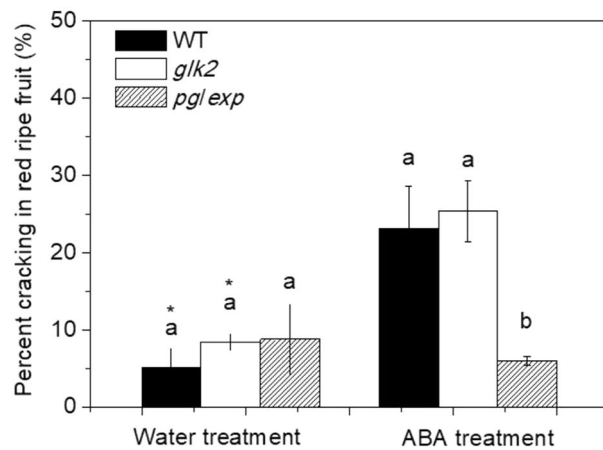 Percent cracking in red ripe fruit (%)
50
40
30
20
10
0
WT
glk2
pg/exp
*
a
*
a
a
a
a
b
Water treatment
ABA treatment